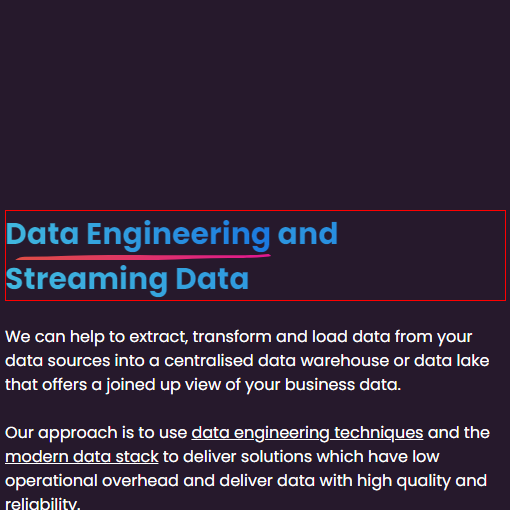 Data Engineering and
Streaming Data
We can help to extract, transform and load data from your
data sources into a centralised data warehouse or data lake
that offers a joined up view of your business data.
Our approach is to use data engineering techniques and the
modern data stack to deliver solutions which have low
operational overhead and deliver data with high quality and
reliability.